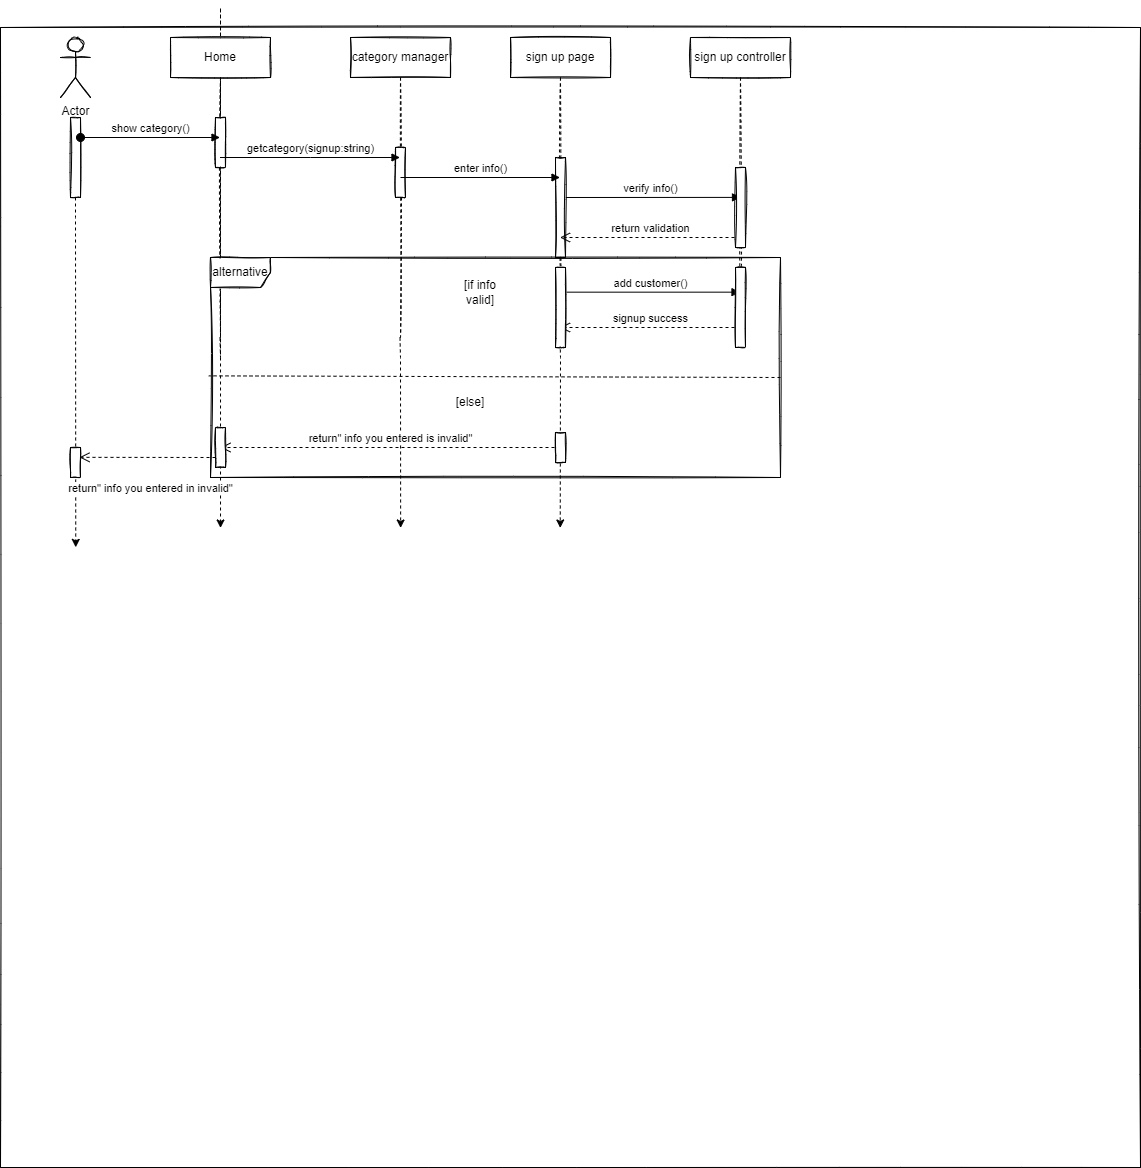 Home
category manager
sign up page
sign up controller
Actor
show category()
getcategory(signup:string)
enter info()
verify info()
return validation
alternative
[if info
valid]
add customer()
signup success
[else]
return" info you entered is invalid"
return" info you entered in invalid"